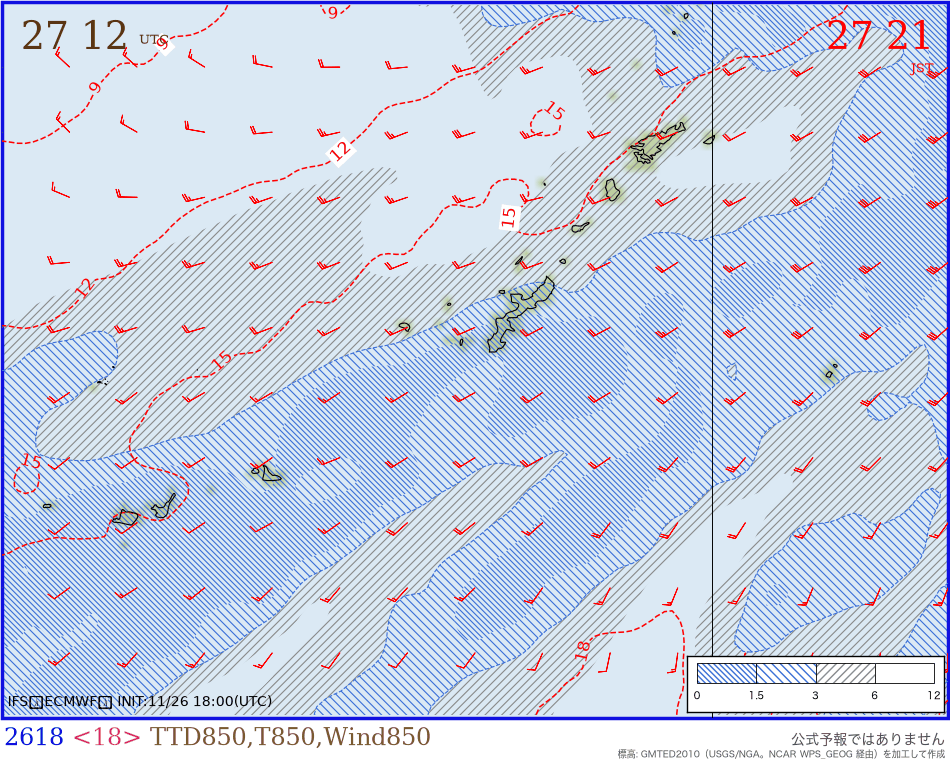 27 12 UTC
27 21
JST
9
9
9
15
12
15
12
15
15
18
0 1.5 3 6 12
IFS□ECMWF□ INIT:11/26 18:00(UTC)
2618 <18> TTD850,T850,Wind850
公式予報ではありません
標高: GMTED2010（USGS/NGA。NCAR WPS_GEOG 経由）を加工して作成